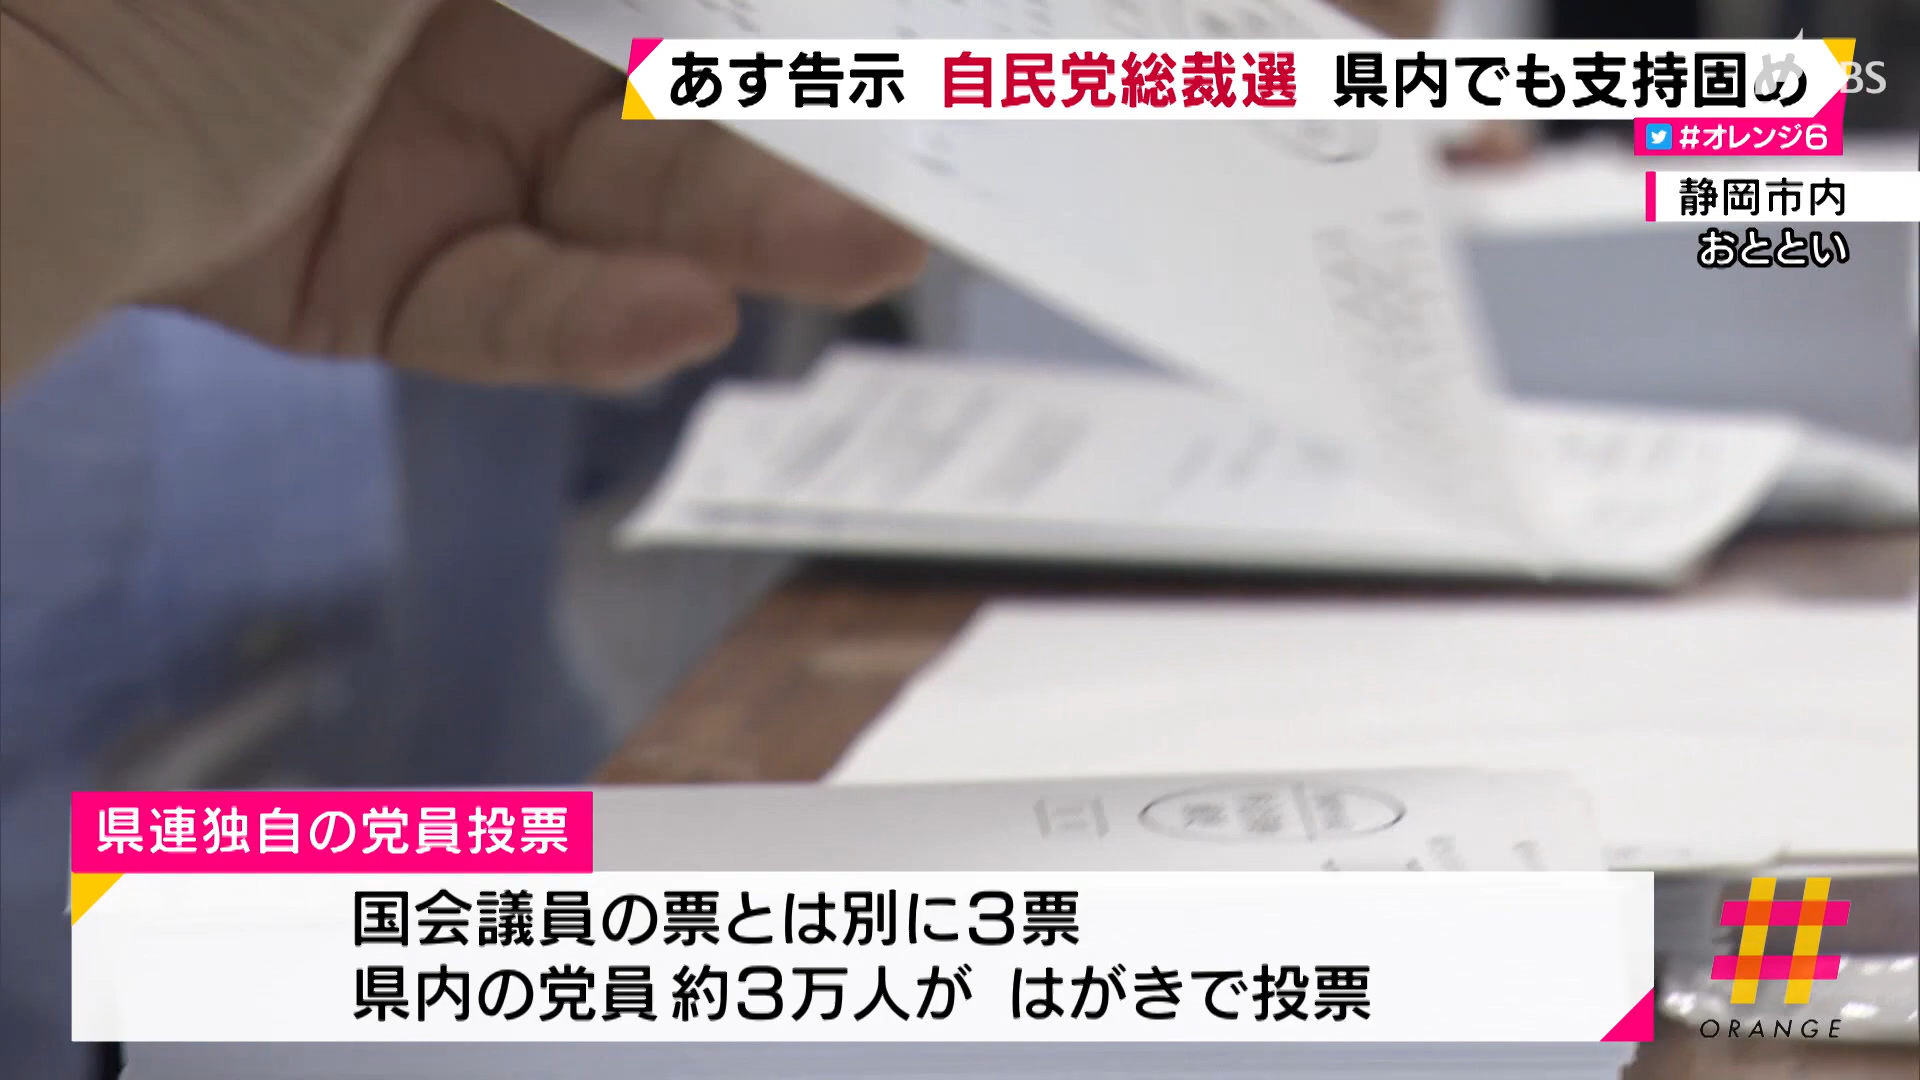 あす告示 自民党総裁選 県内でも支持固め
BS
#オレンジ6
静岡市内
おととい
県連独自の党員投票
国会議員の票とは別に3票
県内の党員 約3万人が はがきで投票
ORANGE